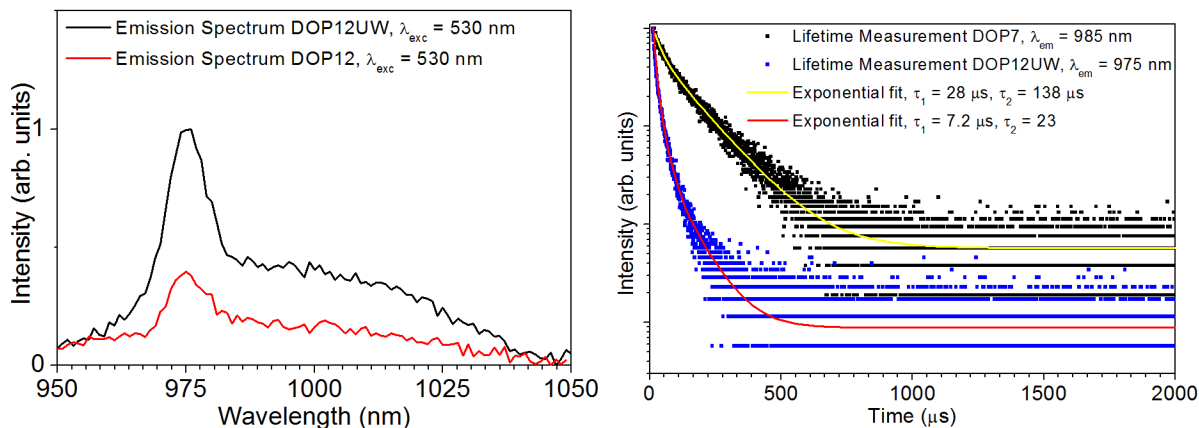 Emission Spectrum DOP12UW, λexc = 530 nm
Emission Spectrum DOP12, λexc = 530 nm
1
0
Intensity (arb. units)
950 975 1000 1025 1050
Wavelength (nm)
Lifetime Measurement DOP7, λem = 985 nm
Lifetime Measurement DOP12UW, λem = 975 nm
Exponential fit, τ1 = 28 μs, τ2 = 138 μs
Exponential fit, τ1 = 7.2 μs, τ2 = 23
Intensity (arb. units)
0 500 1000 1500 2000
Time (μs)